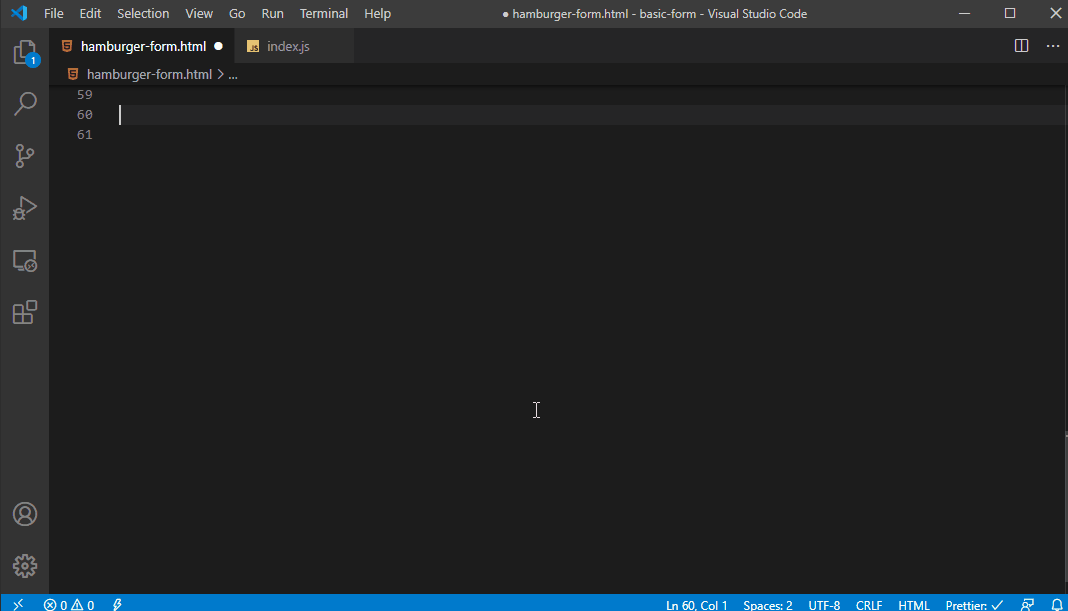 File Edit Selection View Go Run Terminal Help ● hamburger-form.html - basic-form - Visual Studio Code
1
hamburger-form.html ● JS index.js ...
hamburger-form.html > ...
59
60
61
0 0 Ln 60, Col 1 Spaces: 2 UTF-8 CRLF HTML Prettier: ✓